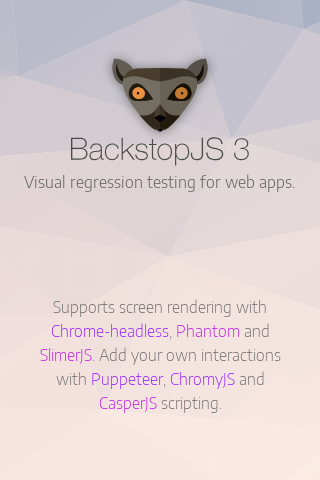 BackstopJS 3
Visual regression testing for web apps.
Supports screen rendering with
Chrome-headless, Phantom and
SlimerJS. Add your own interactions
with Puppeteer, ChromyJS and
CasperJS scripting.